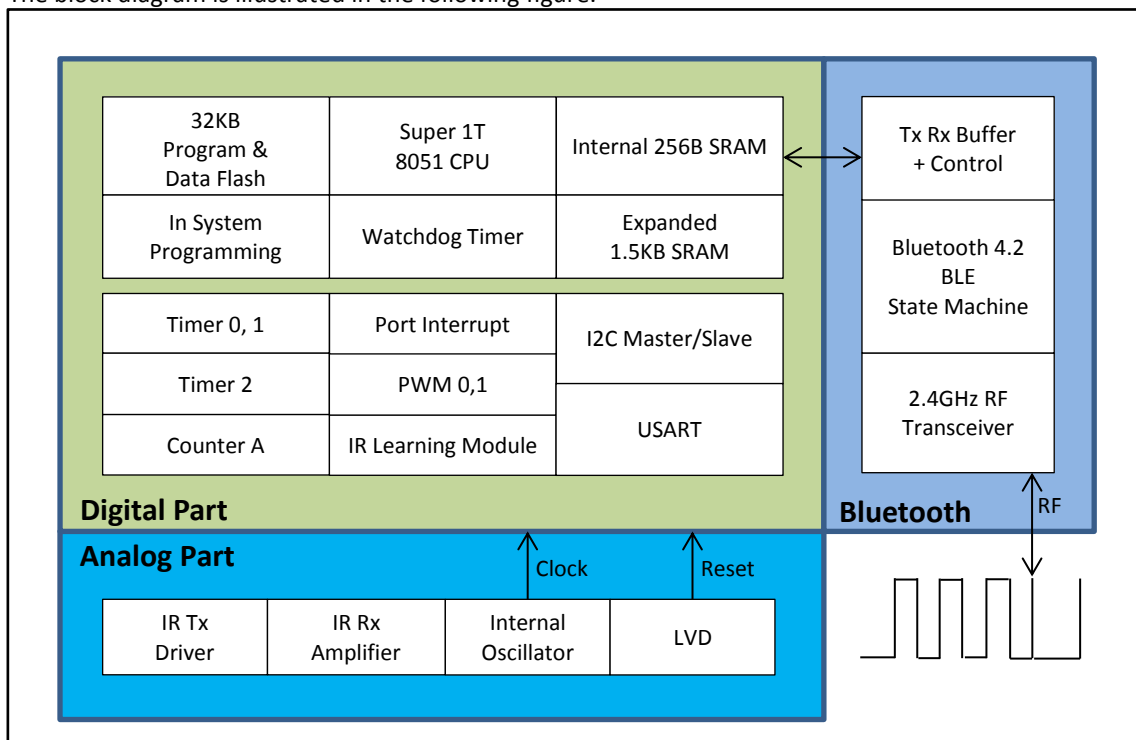 The block diagram is illustrated in the following figure.
32KB
Program &
Data Flash
Super 1T
8051 CPU
Internal 256B SRAM
Tx Rx Buffer
+ Control
In System
Programming
Watchdog Timer
Expanded
1.5KB SRAM
Bluetooth 4.2
BLE
State Machine
Timer 0, 1
Port Interrupt
I2C Master/Slave
Timer 2
PWM 0,1
2.4GHz RF
Transceiver
Counter A
IR Learning Module
USART
Digital Part
Bluetooth
RF
Analog Part
Clock
Reset
IR Tx
Driver
IR Rx
Amplifier
Internal
Oscillator
LVD